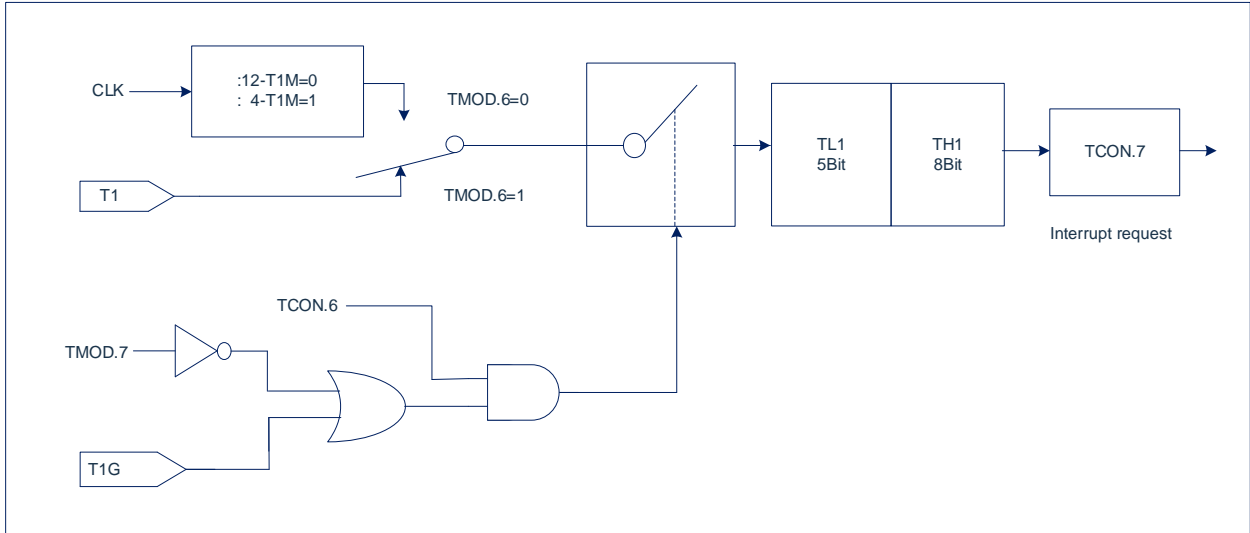 CLK
:12-T1M=0
: 4-T1M=1
TMOD.6=0
T1
TMOD.6=1
TL1
5Bit
TH1
8Bit
TCON.7
Interrupt request
TCON.6
TMOD.7
T1G